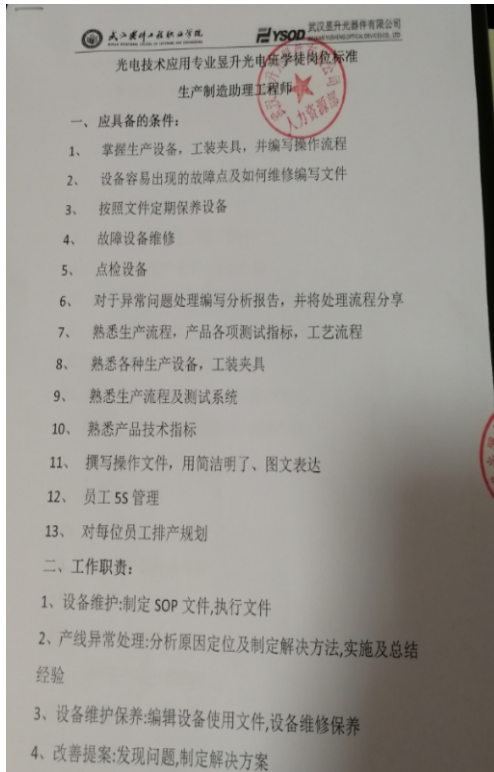 武汉昱升光器件有限公司
YSOD
光电技术应用专业昱升光电班学徒岗位标准
生产制造助理工程师
人力资源部
一、应具备的条件：
1、 掌握生产设备，工装夹具，并编写操作流程
2、 设备容易出现的故障点及如何维修编写文件
3、 按照文件定期保养设备
4、 故障设备维修
5、 点检设备
6、 对于异常问题处理编写分析报告，并将处理流程分享
7、 熟悉生产流程，产品各项测试指标，工艺流程
8、 熟悉各种生产设备，工装夹具
9、 熟悉生产流程及测试系统
10、 熟悉产品技术指标
11、 撰写操作文件，用简洁明了、图文表达
12、 员工 5S 管理
13、 对每位员工排产规划
二、工作职责：
1、设备维护:制定 SOP 文件,执行文件
2、产线异常处理:分析原因定位及制定解决方法,实施及总结
经验
3、设备维护保养:编辑设备使用文件,设备维修保养
4、改善提案:发现问题,制定解决方案